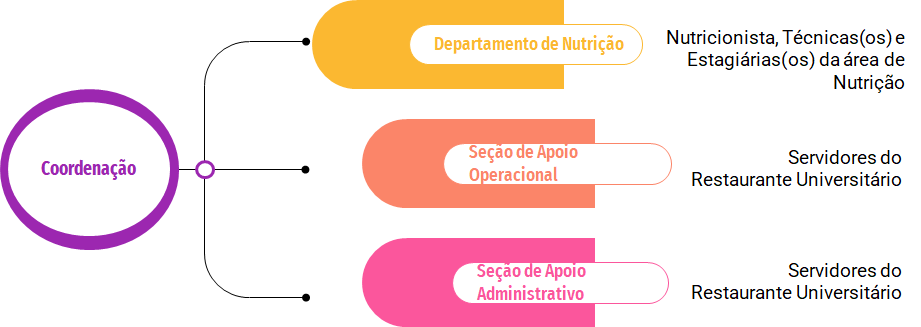 Coordenação
Departamento de Nutrição
Nutricionista, Técnicas(os) e
Estagiárias(os) da área de
Nutrição
Seção de Apoio
Operacional
Servidores do
Restaurante Universitário
Seção de Apoio
Administrativo
Servidores do
Restaurante Universitário